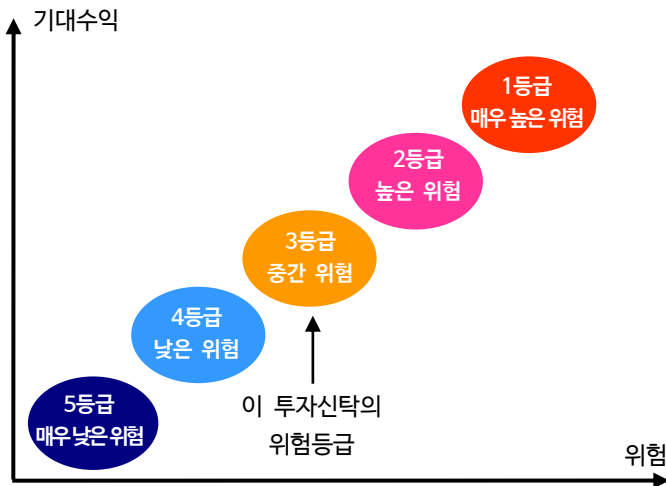 기대수익
1등급
매우 높은 위험
2등급
높은 위험
3등급
중간 위험
4등급
낮은 위험
5등급
매우 낮은 위험
이 투자신탁의
위험등급
위험